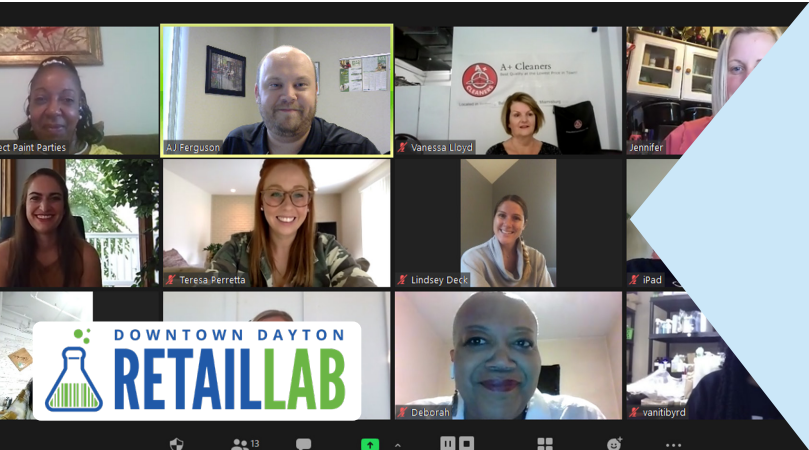 ect Paint Parties
AJ Ferguson
A+ Cleaners
A+
CLEANERS
Vanessa Lloyd
Jennifer
Teresa Perretta
Lindsey Deck
iPad
DOWNTOWN DAYTON
RETAILLAB
Deborah
vanitibyrd
13